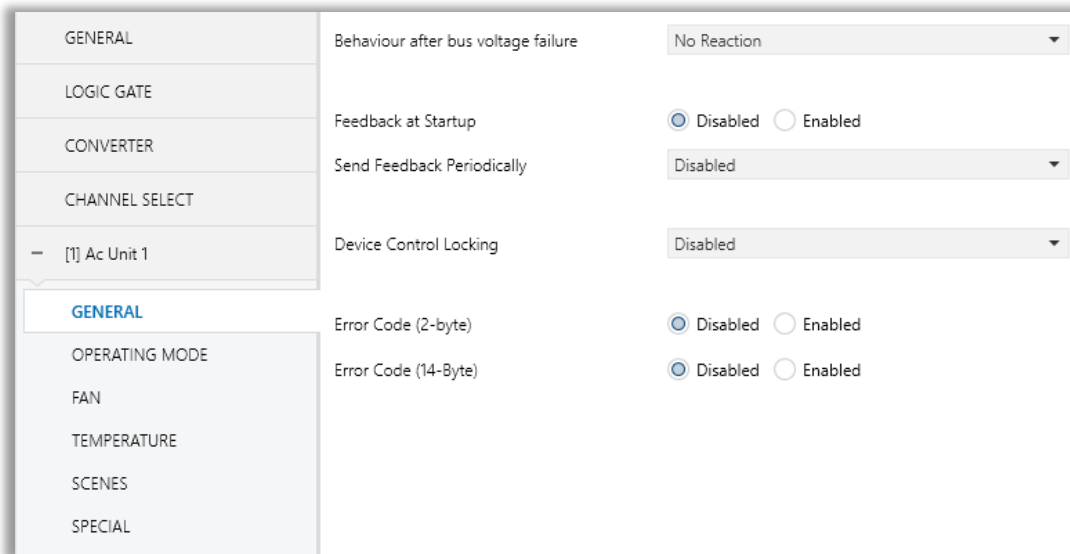 GENERAL
LOGIC GATE
CONVERTER
CHANNEL SELECT
− [1] Ac Unit 1
GENERAL
OPERATING MODE
FAN
TEMPERATURE
SCENES
SPECIAL
Behaviour after bus voltage failure No Reaction
Feedback at Startup Disabled Enabled
Send Feedback Periodically Disabled
Device Control Locking Disabled
Error Code (2-byte) Disabled Enabled
Error Code (14-Byte) Disabled Enabled